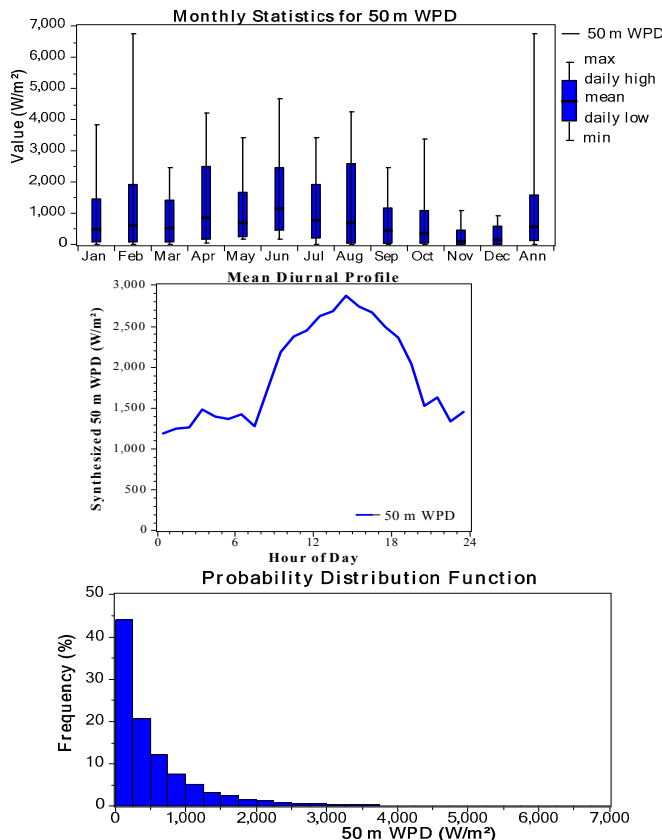 Monthly Statistics for 50 m WPD
7,000
6,000
5,000
4,000
3,000
2,000
1,000
0
Value (W/m²)
Jan Feb Mar Apr May Jun Jul Aug Sep Oct Nov Dec Ann
50 m WPD
max
daily high
mean
daily low
min
Mean Diurnal Profile
3,000
2,500
2,000
1,500
1,000
500
0
Synthesized 50 m WPD (W/m²)
50 m WPD
0 6 12 18 24
Hour of Day
Probability Distribution Function
50
40
30
20
10
0
Frequency (%)
0 1,000 2,000 3,000 4,000 5,000 6,000 7,000
50 m WPD (W/m²)